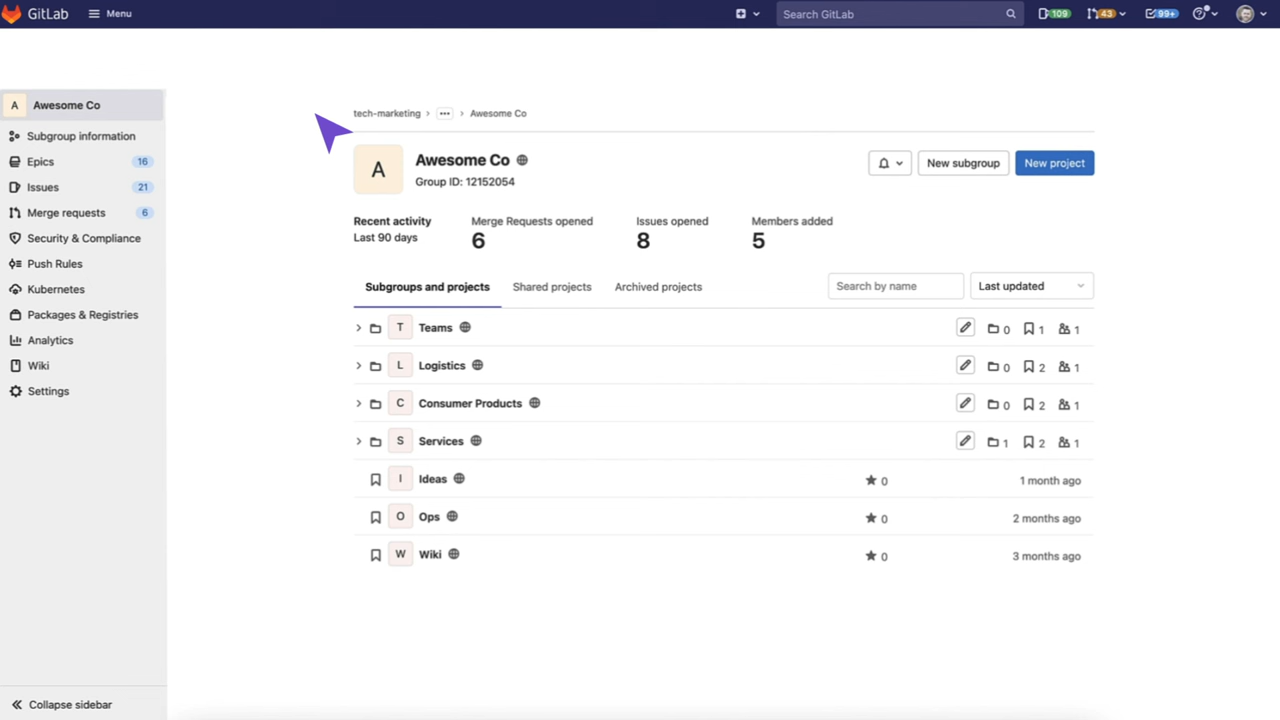 GitLab Menu Search GitLab 109 43 99+
A Awesome Co
Subgroup information
Epics 16
Issues 21
Merge requests 6
Security & Compliance
Push Rules
Kubernetes
Packages & Registries
Analytics
Wiki
Settings
Collapse sidebar
tech-marketing > ••• > Awesome Co
A
Awesome Co
Group ID: 12152054
New subgroup New project
Recent activity Merge Requests opened Issues opened Members added
Last 90 days 6 8 5
Subgroups and projects Shared projects Archived projects Search by name Last updated
T Teams 0 1 1
L Logistics 0 2 1
C Consumer Products 0 2 1
S Services 1 2 1
I Ideas 0 1 month ago
O Ops 0 2 months ago
W Wiki 0 3 months ago